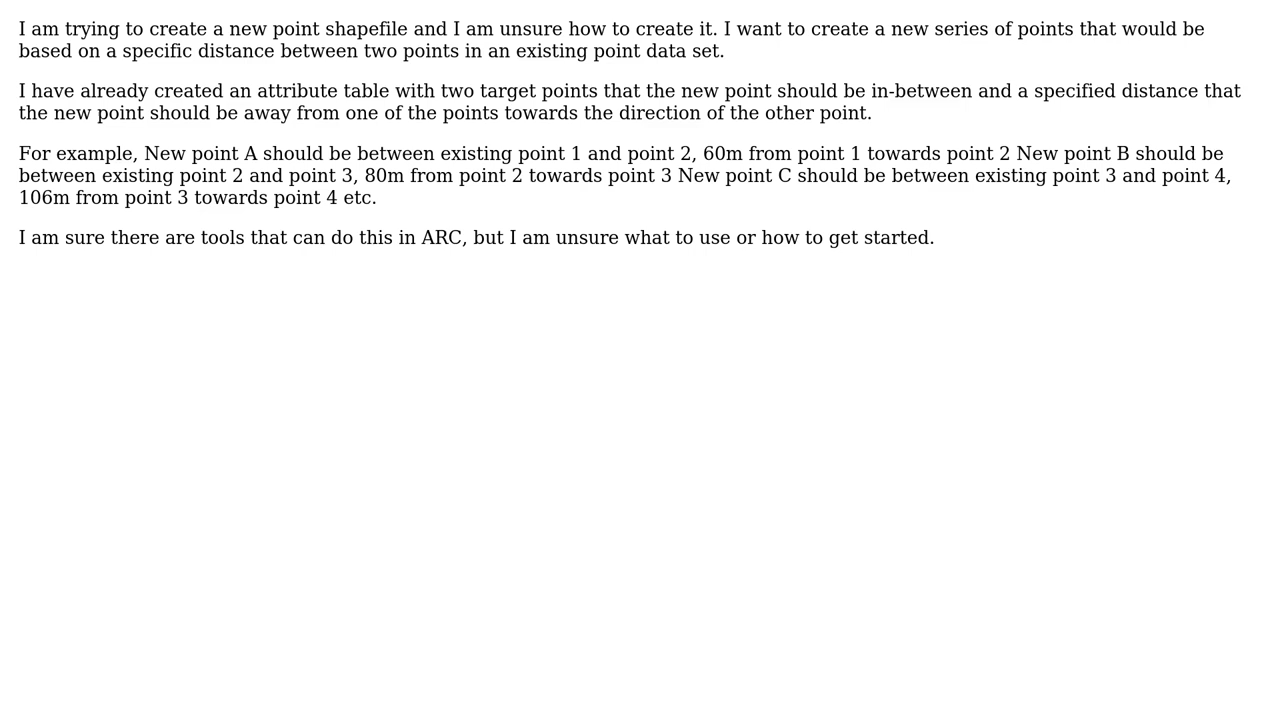 I am trying to create a new point shapefile and I am unsure how to create it. I want to create a new series of points that would be
based on a specific distance between two points in an existing point data set.
I have already created an attribute table with two target points that the new point should be in-between and a specified distance that
the new point should be away from one of the points towards the direction of the other point.
For example, New point A should be between existing point 1 and point 2, 60m from point 1 towards point 2 New point B should be
between existing point 2 and point 3, 80m from point 2 towards point 3 New point C should be between existing point 3 and point 4,
106m from point 3 towards point 4 etc.
I am sure there are tools that can do this in ARC, but I am unsure what to use or how to get started.